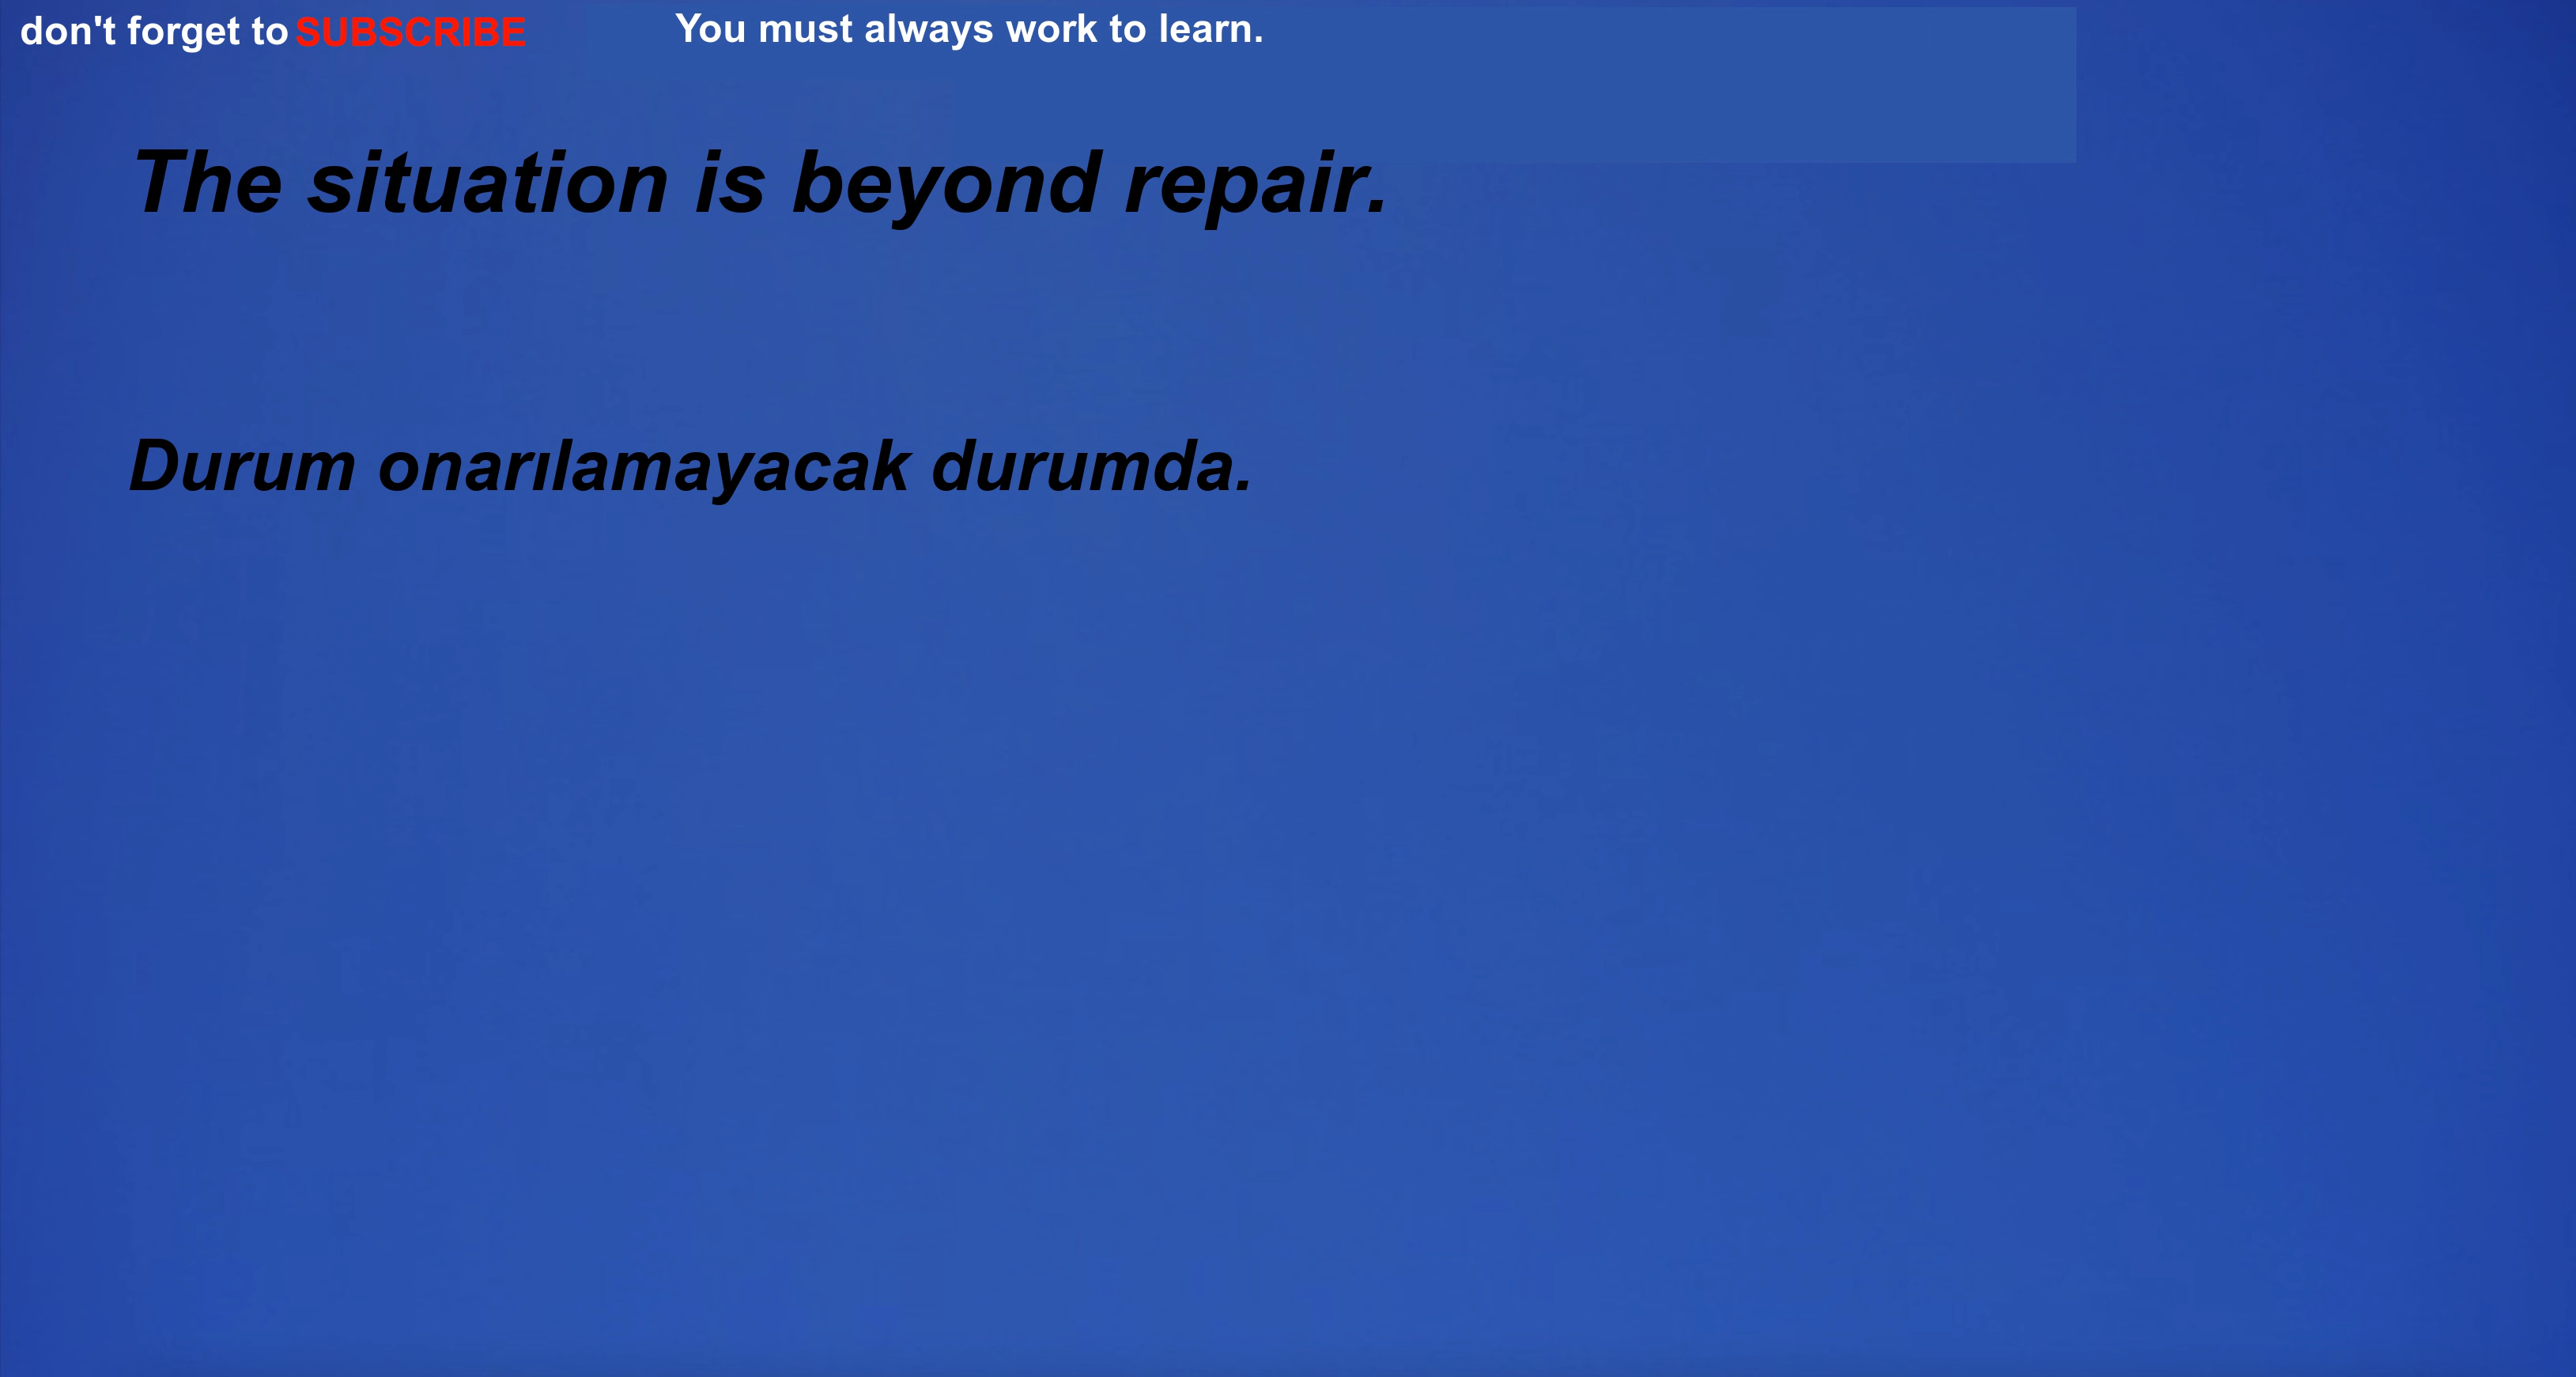 don't forget to SUBSCRIBE You must always work to learn.
The situation is beyond repair.
Durum onarılamayacak durumda.